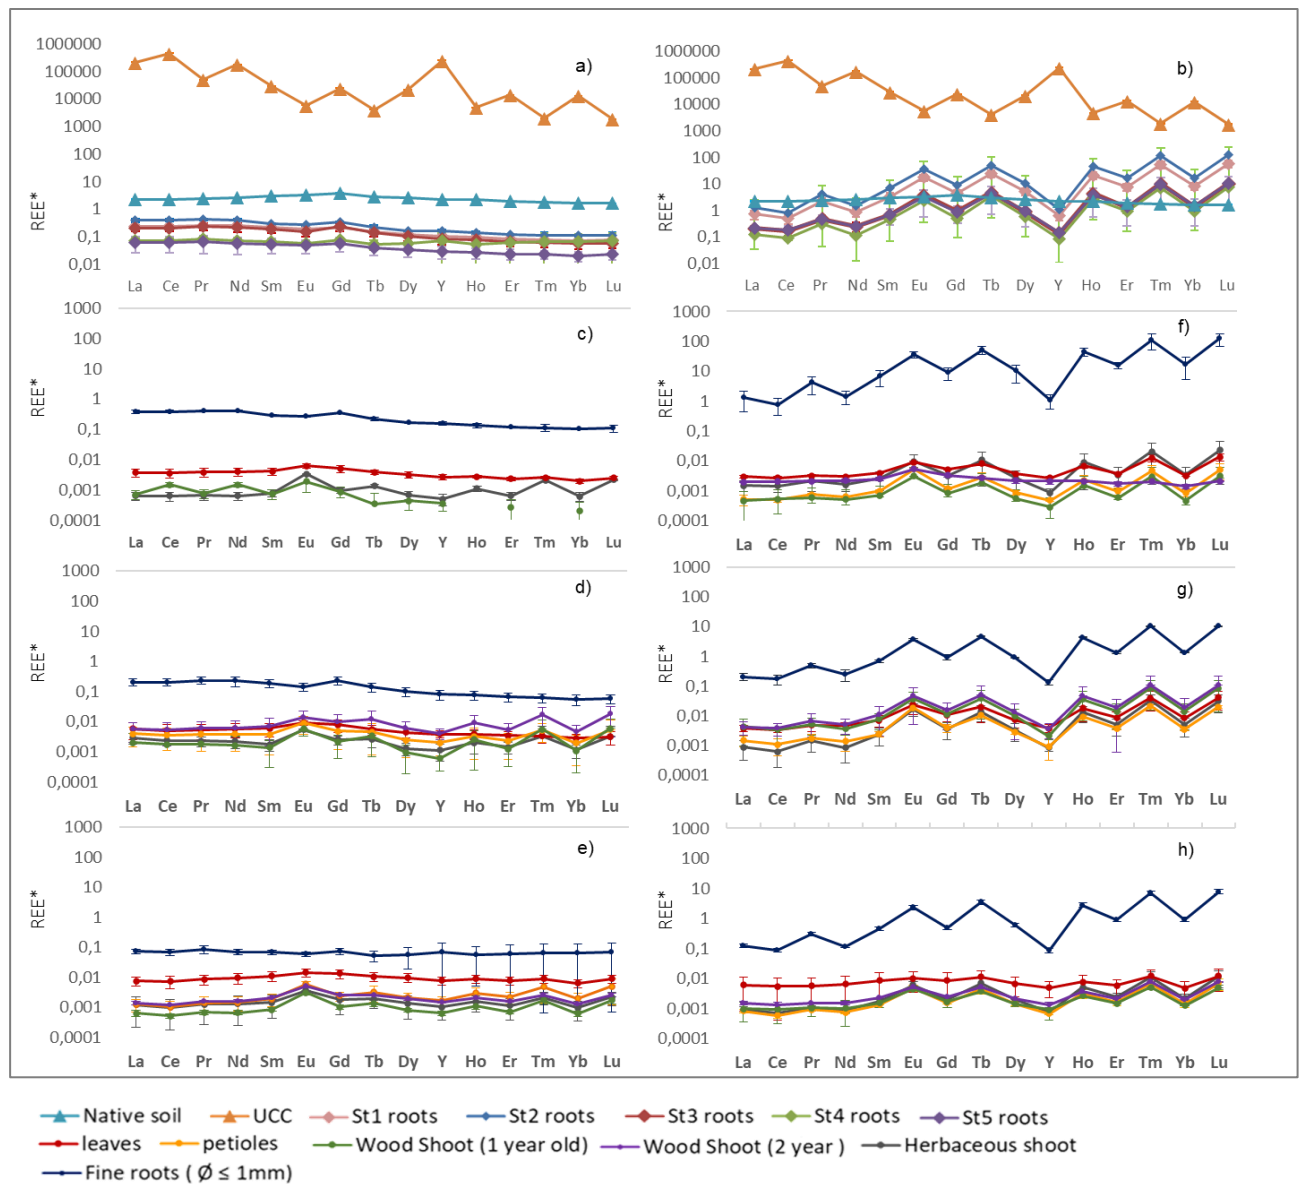 a)
1000000
100000
10000
1000
100
10
1
0,1
0,01
REE*
La Ce Pr Nd Sm Eu Gd Tb Dy Y Ho Er Tm Yb Lu
b)
1000000
100000
10000
1000
100
10
1
0,1
0,01
REE*
La Ce Pr Nd Sm Eu Gd Tb Dy Y Ho Er Tm Yb Lu
c)
1000
100
10
1
0,1
0,01
0,001
0,0001
REE*
La Ce Pr Nd Sm Eu Gd Tb Dy Y Ho Er Tm Yb Lu
f)
1000
100
10
1
0,1
0,01
0,001
0,0001
REE*
La Ce Pr Nd Sm Eu Gd Tb Dy Y Ho Er Tm Yb Lu
d)
1000
100
10
1
0,1
0,01
0,001
0,0001
REE*
La Ce Pr Nd Sm Eu Gd Tb Dy Y Ho Er Tm Yb Lu
g)
1000
100
10
1
0,1
0,01
0,001
0,0001
REE*
La Ce Pr Nd Sm Eu Gd Tb Dy Y Ho Er Tm Yb Lu
e)
1000
100
10
1
0,1
0,01
0,001
0,0001
REE*
La Ce Pr Nd Sm Eu Gd Tb Dy Y Ho Er Tm Yb Lu
h)
1000
100
10
1
0,1
0,01
0,001
0,0001
REE*
La Ce Pr Nd Sm Eu Gd Tb Dy Y Ho Er Tm Yb Lu
Native soil UCC St1 roots St2 roots St3 roots St4 roots St5 roots
leaves petioles Wood Shoot (1 year old) Wood Shoot (2 year ) Herbaceous shoot
Fine roots ( Ø ≤ 1mm)